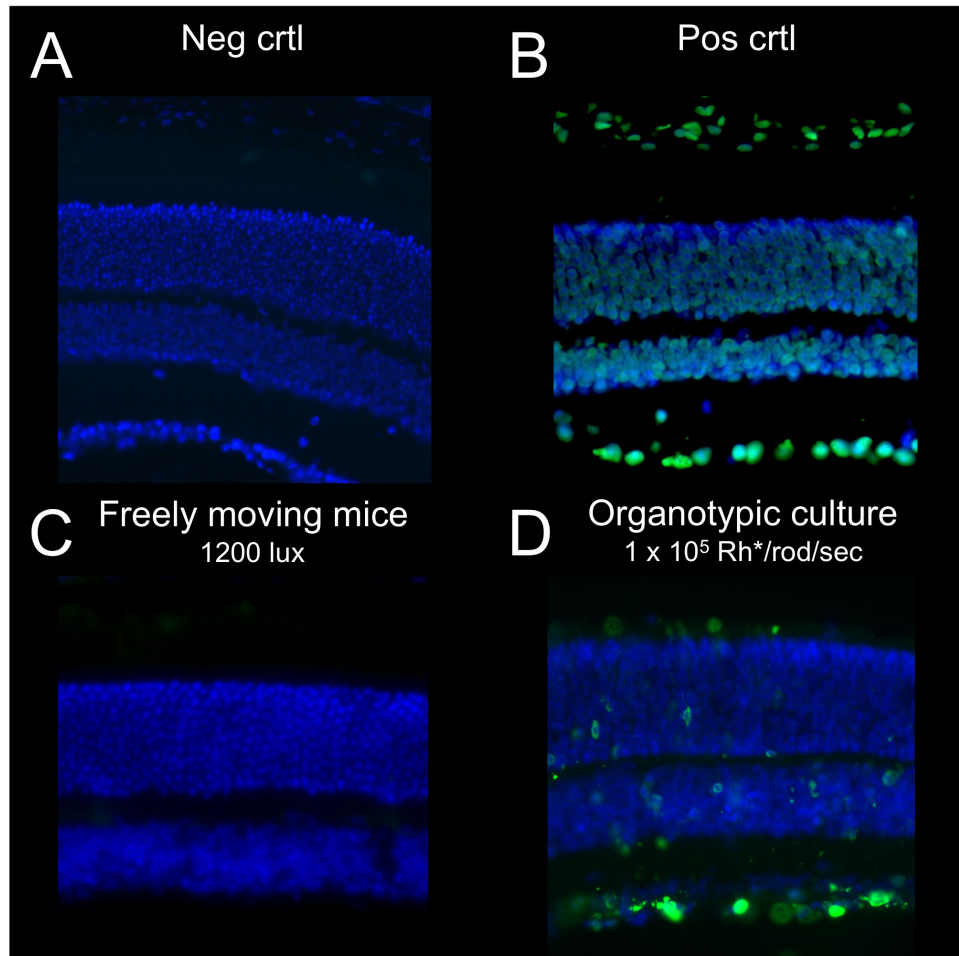 A
Neg crtl
B
Pos crtl
C
Freely moving mice
1200 lux
D
Organotypic culture
1 x 10⁵ Rh*/rod/sec